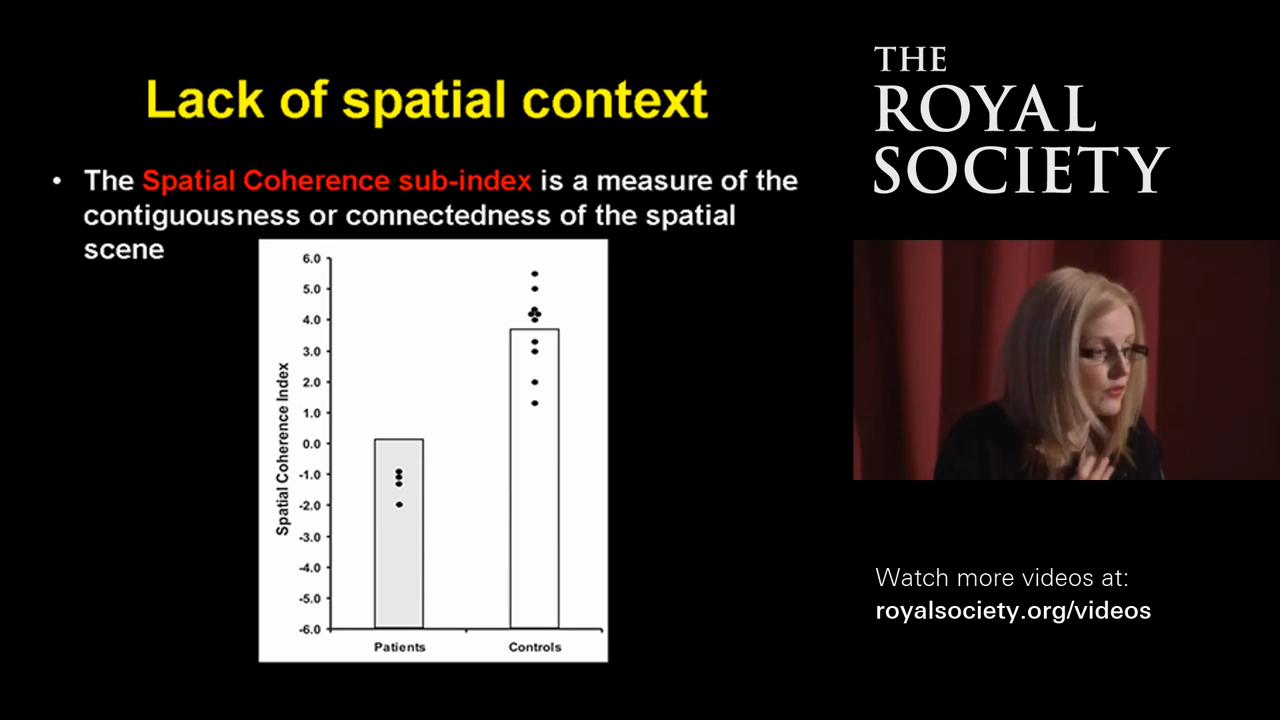 Lack of spatial context
• The Spatial Coherence sub-index is a measure of the
contiguousness or connectedness of the spatial
scene
Spatial Coherence Index
6.0
5.0
4.0
3.0
2.0
1.0
0.0
-1.0
-2.0
-3.0
-4.0
-5.0
-6.0
Patients
Controls
THE
ROYAL
SOCIETY
Watch more videos at:
royalsociety.org/videos